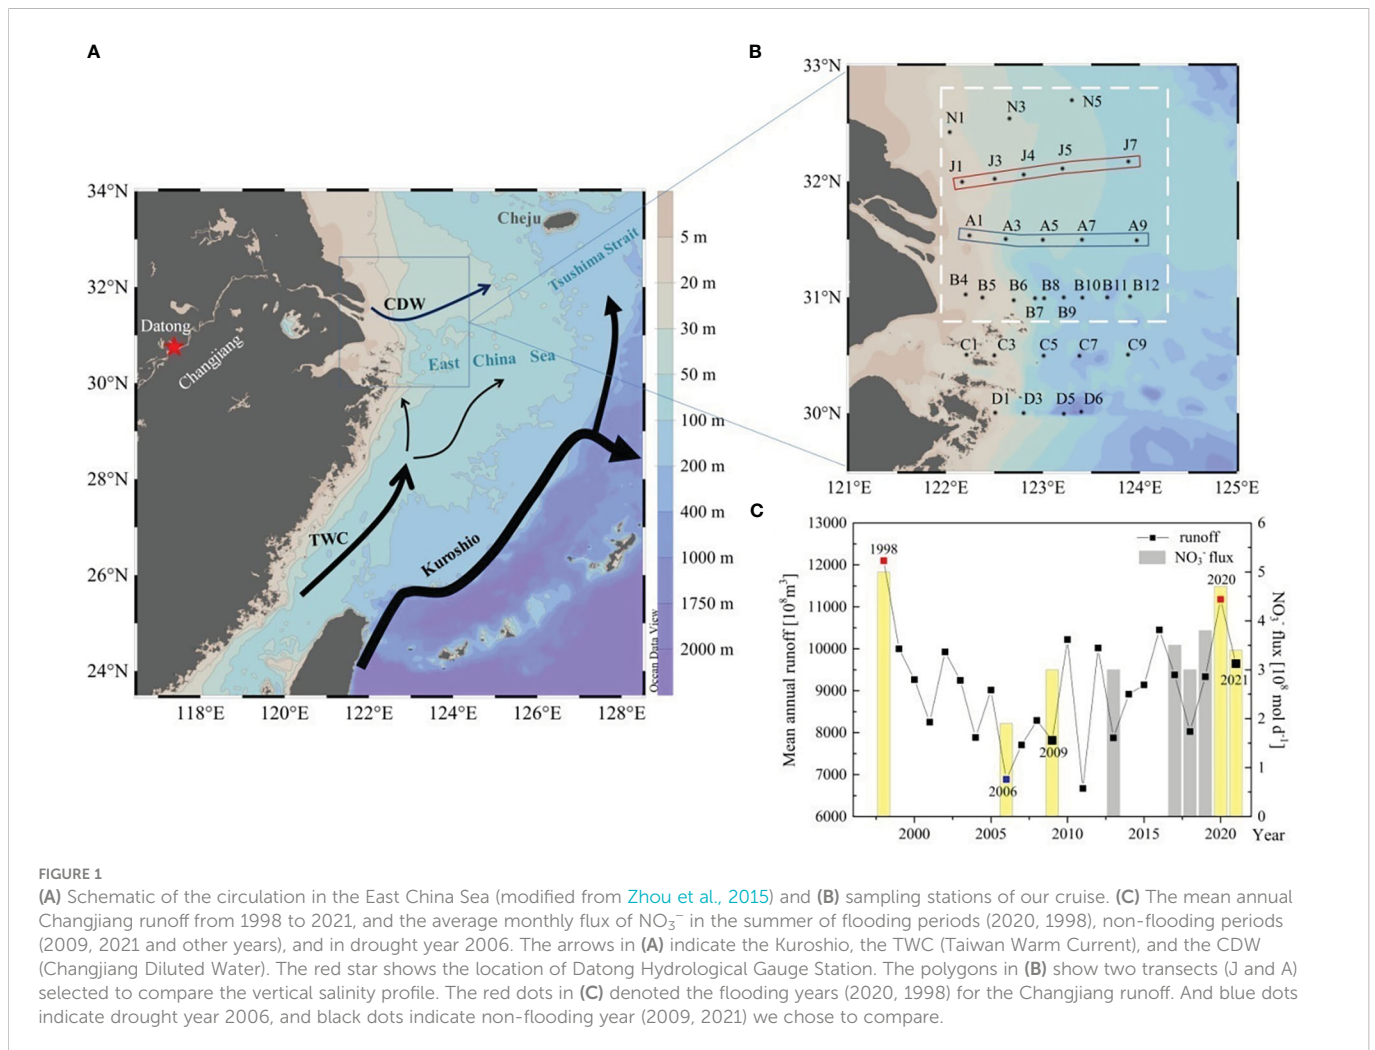 A
34°N
32°N
30°N
28°N
26°N
24°N
118°E
120°E
122°E
124°E
126°E
128°E
Cheju
Tsushima Strait
CDW
Datong
Changjiang
East China Sea
TWC
Kuroshio
Ocean Data View
5 m
20 m
30 m
50 m
100 m
200 m
400 m
1000 m
1750 m
2000 m
B
33°N
32°N
31°N
30°N
121°E
122°E
123°E
124°E
125°E
N1
N3
N5
J1
J3
J4
J5
J7
A1
A3
A5
A7
A9
B4
B5
B6
B8
B10
B11
B12
B7
B9
C1
C3
C5
C7
C9
D1
D3
D5
D6
C
Mean annual runoff [10⁸m³]
13000
12000
11000
10000
9000
8000
7000
6000
6
5
4
3
2
1
0
NO₃⁻ flux [10⁸ mol d⁻¹]
runoff
NO₃⁻ flux
1998
2006
2009
2020
2021
2000
2005
2010
2015
2020
Year
FIGURE 1
(A) Schematic of the circulation in the East China Sea (modified from Zhou et al., 2015) and (B) sampling stations of our cruise. (C) The mean annual
Changjiang runoff from 1998 to 2021, and the average monthly flux of NO₃⁻ in the summer of flooding periods (2020, 1998), non-flooding periods
(2009, 2021 and other years), and in drought year 2006. The arrows in (A) indicate the Kuroshio, the TWC (Taiwan Warm Current), and the CDW
(Changjiang Diluted Water). The red star shows the location of Datong Hydrological Gauge Station. The polygons in (B) show two transects (J and A)
selected to compare the vertical salinity profile. The red dots in (C) denoted the flooding years (2020, 1998) for the Changjiang runoff. And blue dots
indicate drought year 2006, and black dots indicate non-flooding year (2009, 2021) we chose to compare.